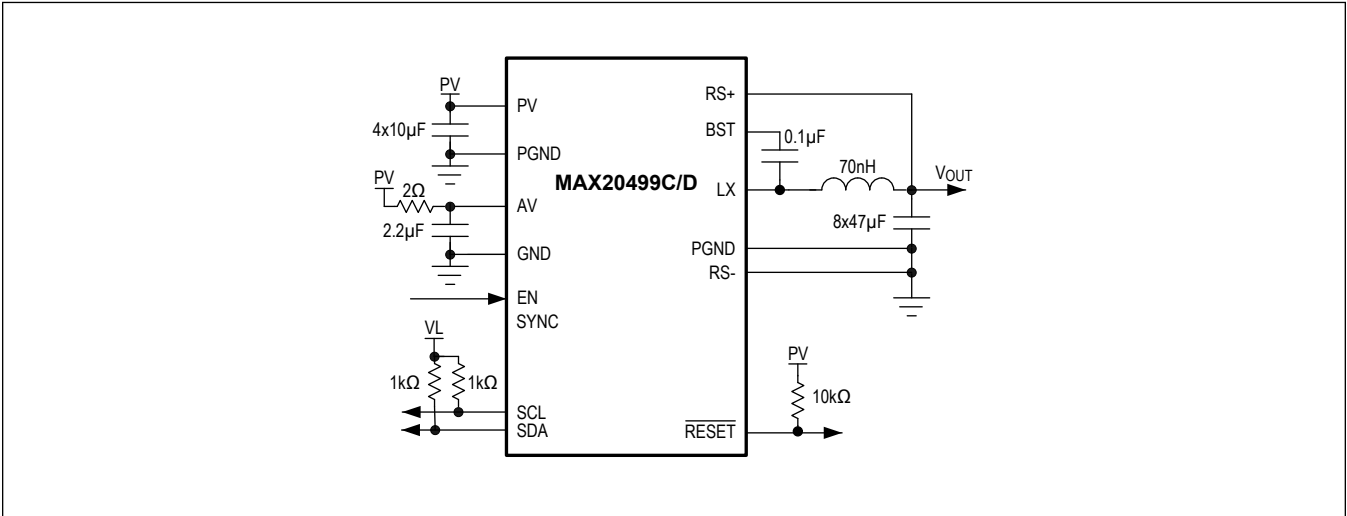 PV
PV
4x10µF
PGND
PV
2Ω
AV
2.2µF
GND
EN
SYNC
VL
1kΩ
1kΩ
SCL
SDA
MAX20499C/D
RS+
BST
0.1µF
70nH
LX
VOUT
8x47µF
PGND
RS-
PV
10kΩ
RESET